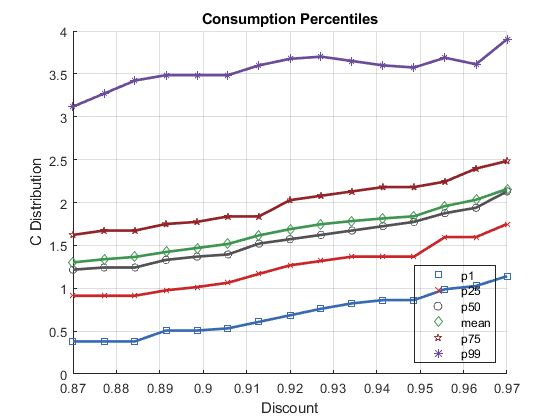 Consumption Percentiles
4
3.5
3
2.5
2
1.5
1
0.5
0
C Distribution
p1
p25
p50
mean
p75
p99
0.87 0.88 0.89 0.9 0.91 0.92 0.93 0.94 0.95 0.96 0.97
Discount